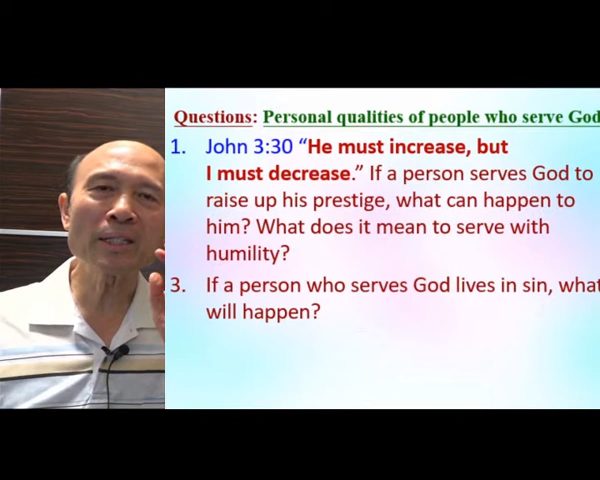 Questions: Personal qualities of people who serve God
1. John 3:30 “He must increase, but
I must decrease.” If a person serves God to
raise up his prestige, what can happen to
him? What does it mean to serve with
humility?
3. If a person who serves God lives in sin, what
will happen?